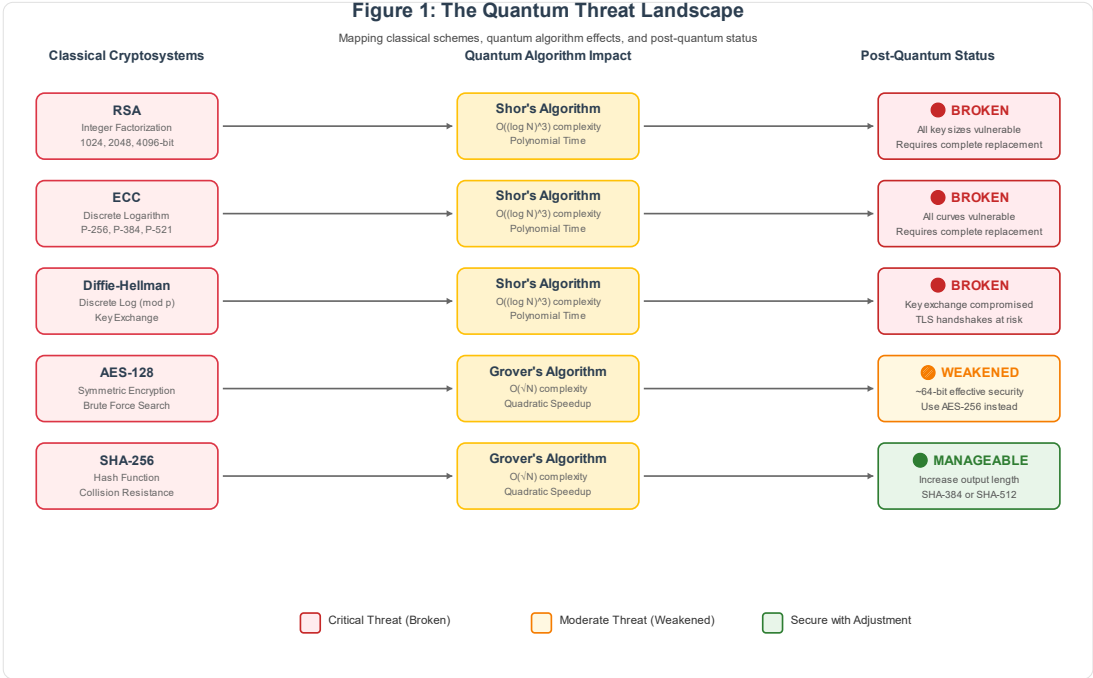 Figure 1: The Quantum Threat Landscape
Mapping classical schemes, quantum algorithm effects, and post-quantum status
Classical Cryptosystems
Quantum Algorithm Impact
Post-Quantum Status
RSA
Integer Factorization
1024, 2048, 4096-bit
Shor's Algorithm
O((log N)^3) complexity
Polynomial Time
BROKEN
All key sizes vulnerable
Requires complete replacement
ECC
Discrete Logarithm
P-256, P-384, P-521
Shor's Algorithm
O((log N)^3) complexity
Polynomial Time
BROKEN
All curves vulnerable
Requires complete replacement
Diffie-Hellman
Discrete Log (mod p)
Key Exchange
Shor's Algorithm
O((log N)^3) complexity
Polynomial Time
BROKEN
Key exchange compromised
TLS handshakes at risk
AES-128
Symmetric Encryption
Brute Force Search
Grover's Algorithm
O(√N) complexity
Quadratic Speedup
WEAKENED
~64-bit effective security
Use AES-256 instead
SHA-256
Hash Function
Collision Resistance
Grover's Algorithm
O(√N) complexity
Quadratic Speedup
MANAGEABLE
Increase output length
SHA-384 or SHA-512
Critical Threat (Broken)
Moderate Threat (Weakened)
Secure with Adjustment